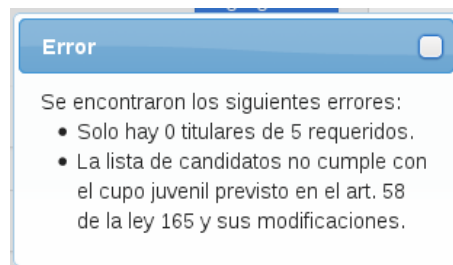 Error
Se encontraron los siguientes errores:
• Solo hay 0 titulares de 5 requeridos.
• La lista de candidatos no cumple con
el cupo juvenil previsto en el art. 58
de la ley 165 y sus modificaciones.